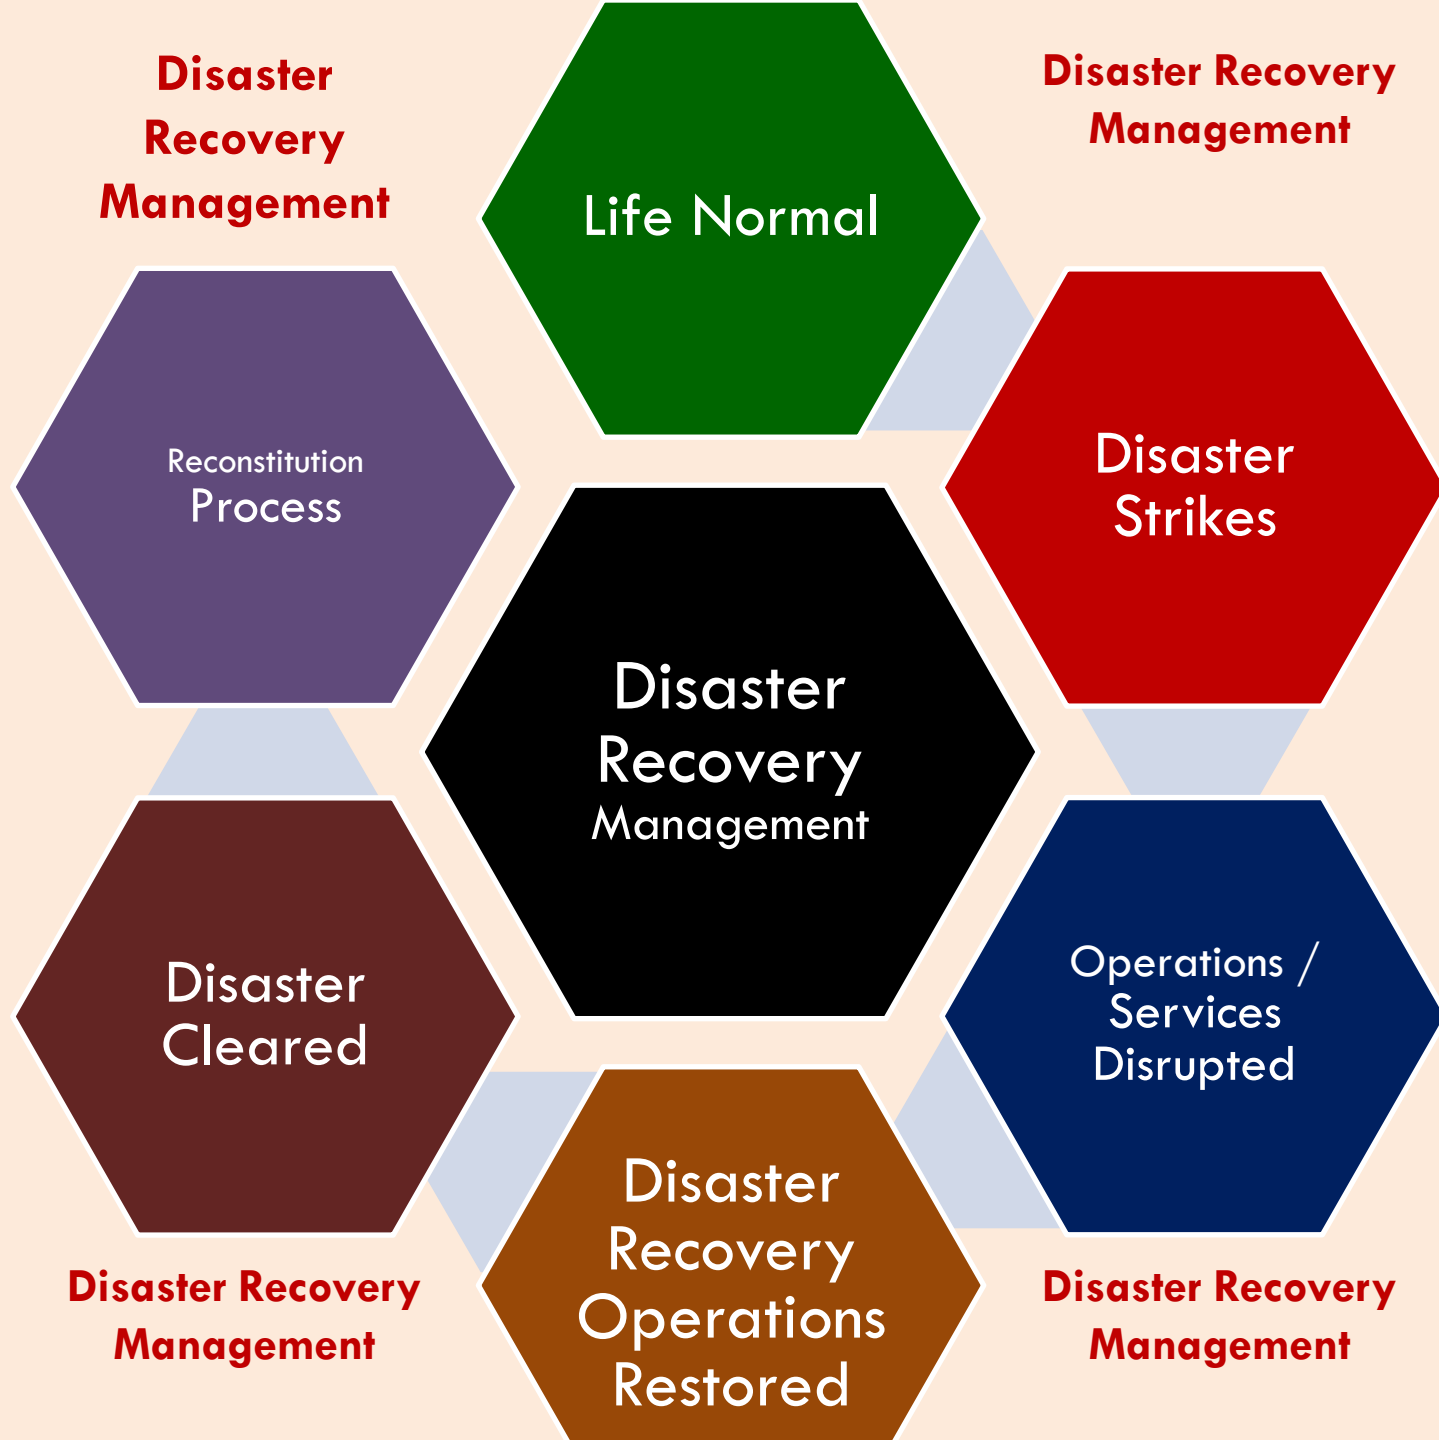 Disaster
Recovery
Management
Disaster Recovery
Management
Life Normal
Disaster
Strikes
Reconstitution
Process
Disaster
Recovery
Management
Operations /
Services
Disrupted
Disaster
Cleared
Disaster
Recovery
Operations
Restored
Disaster Recovery
Management
Disaster Recovery
Management